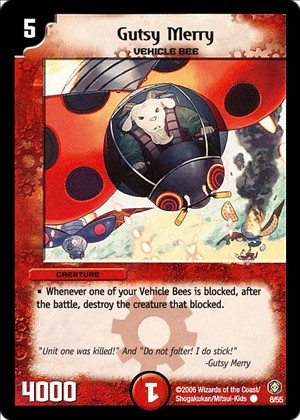 5
Gutsy Merry
VEHICLE BEE
CREATURE
▪ Whenever one of your Vehicle Bees is blocked, after
the battle, destroy the creature that blocked.
"Unit one was killed!" And "Do not falter! I do stick!"
-Gutsy Merry
4000
1
©2006 Wizards of the Coast/
Shogakukan/Mitsui-Kids ● 8/55